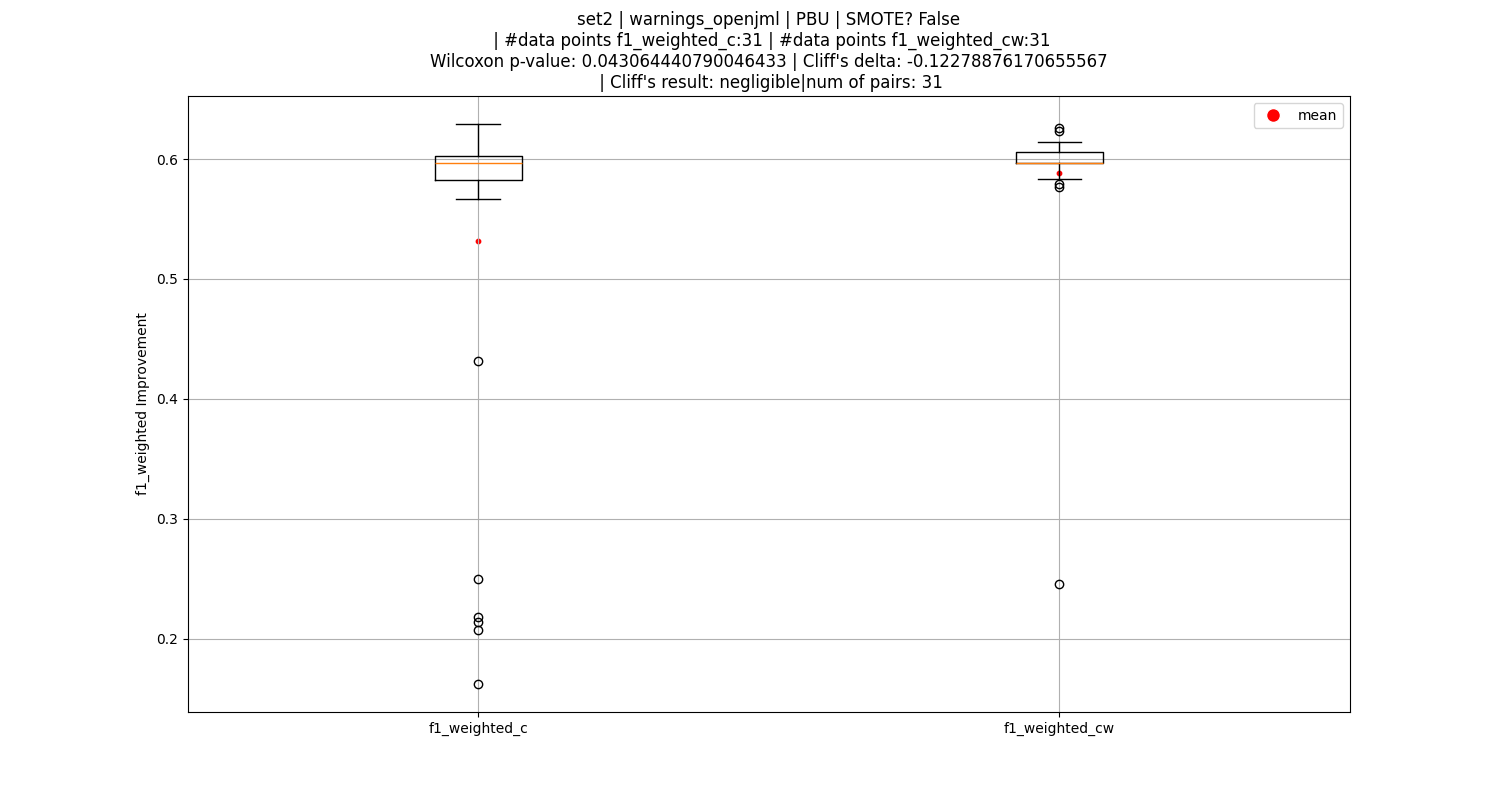 set2 | warnings_openjml | PBU | SMOTE? False
| #data points f1_weighted_c:31 | #data points f1_weighted_cw:31
Wilcoxon p-value: 0.043064440790046433 | Cliff's delta: -0.12278876170655567
| Cliff's result: negligible|num of pairs: 31
mean
0.6
0.5
0.4
0.3
0.2
f1_weighted Improvement
f1_weighted_c
f1_weighted_cw